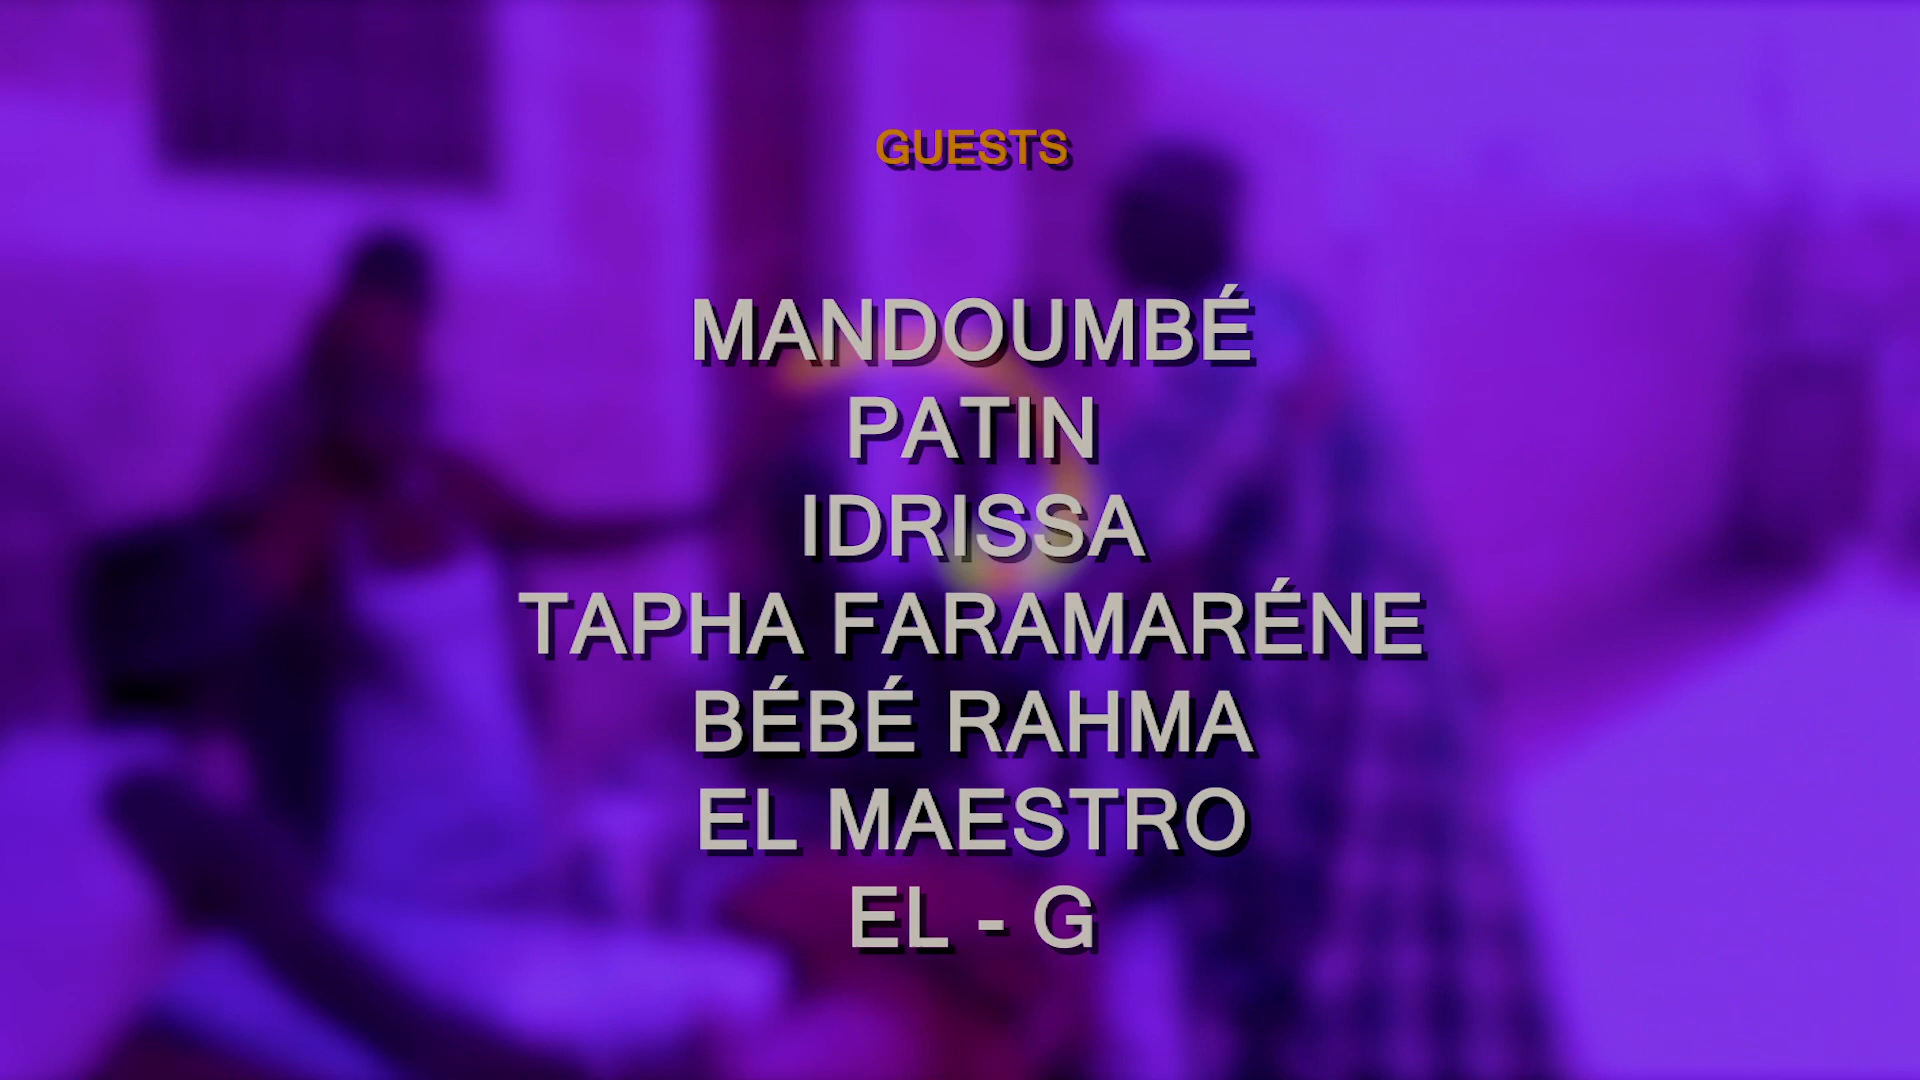 GUESTS
MANDOUMBÉ
PATIN
IDRISSA
TAPHA FARAMARÉNE
BÉBÉ RAHMA
EL MAESTRO
EL - G